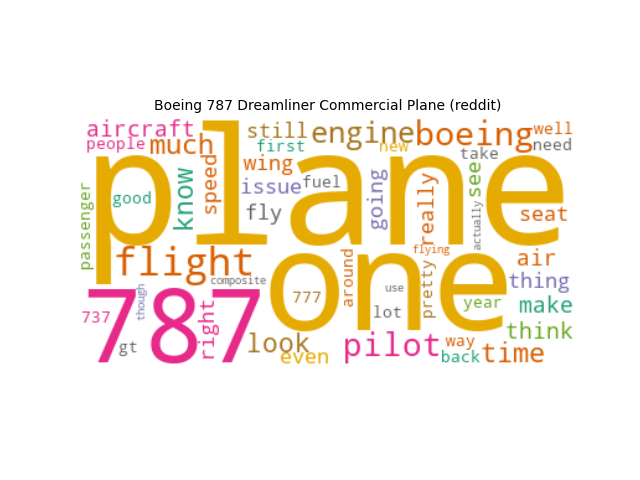 Boeing 787 Dreamliner Commercial Plane (reddit)
aircraft
people
much
still
first
engine
new
boeing
well
need
take
plane
passenger
good
know
speed
wing
issue
fuel
fly
going
really
see
actually
seat
flight
composite
one
around
flying
air
thing
787
737
though
gt
right
777
use
lot
pretty
year
make
think
look
even
pilot
way
back
time